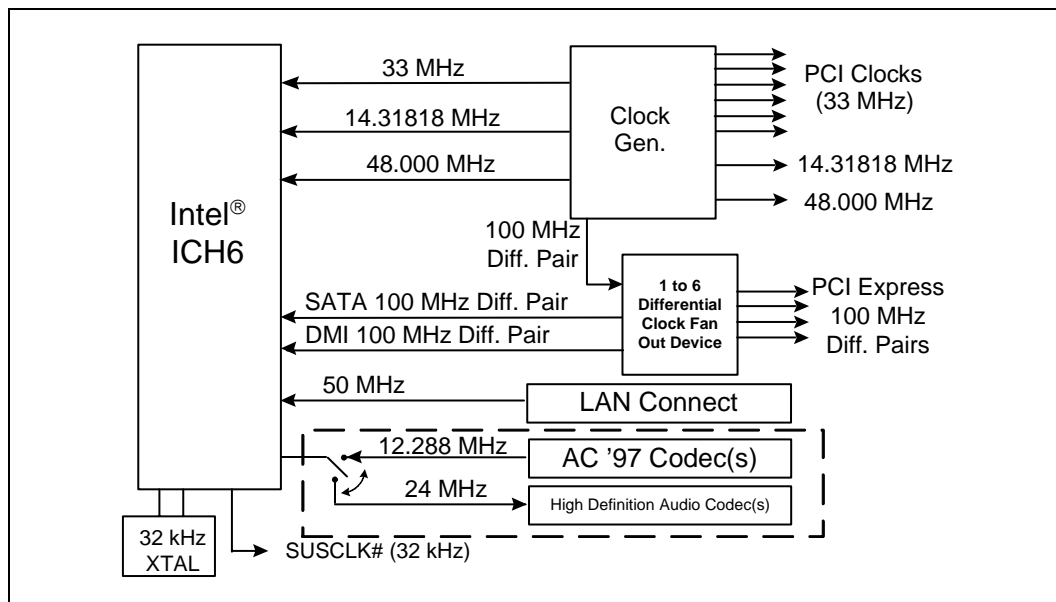 33 MHz
14.31818 MHz
48.000 MHz
Intel®
ICH6
Clock
Gen.
PCI Clocks
(33 MHz)
14.31818 MHz
48.000 MHz
100 MHz
Diff. Pair
1 to 6
Differential
Clock Fan
Out Device
PCI Express
100 MHz
Diff. Pairs
SATA 100 MHz Diff. Pair
DMI 100 MHz Diff. Pair
50 MHz
LAN Connect
12.288 MHz
AC ’97 Codec(s)
24 MHz
High Definition Audio Codec(s)
32 kHz
XTAL
SUSCLK# (32 kHz)